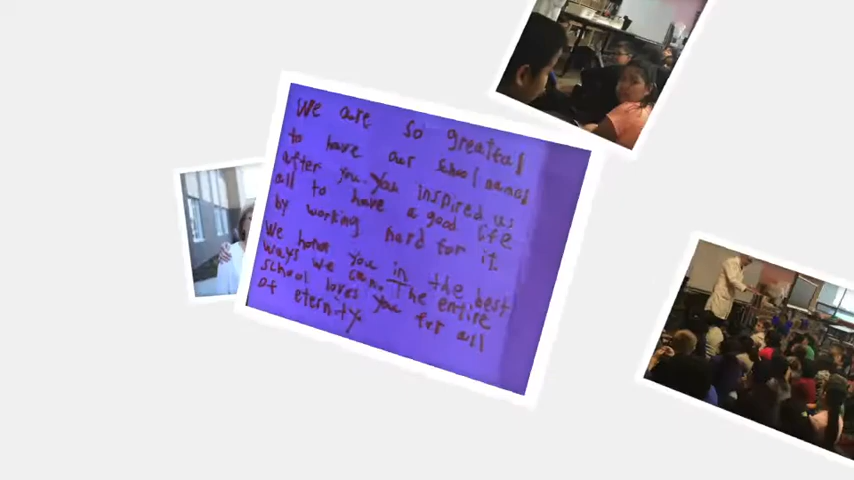 We are so greatful
to have our school named
after you. You inspired us
all to have a good life
by working hard for it.
We honor you in the best
ways we can. The entire
school loves you for all
of eternity.